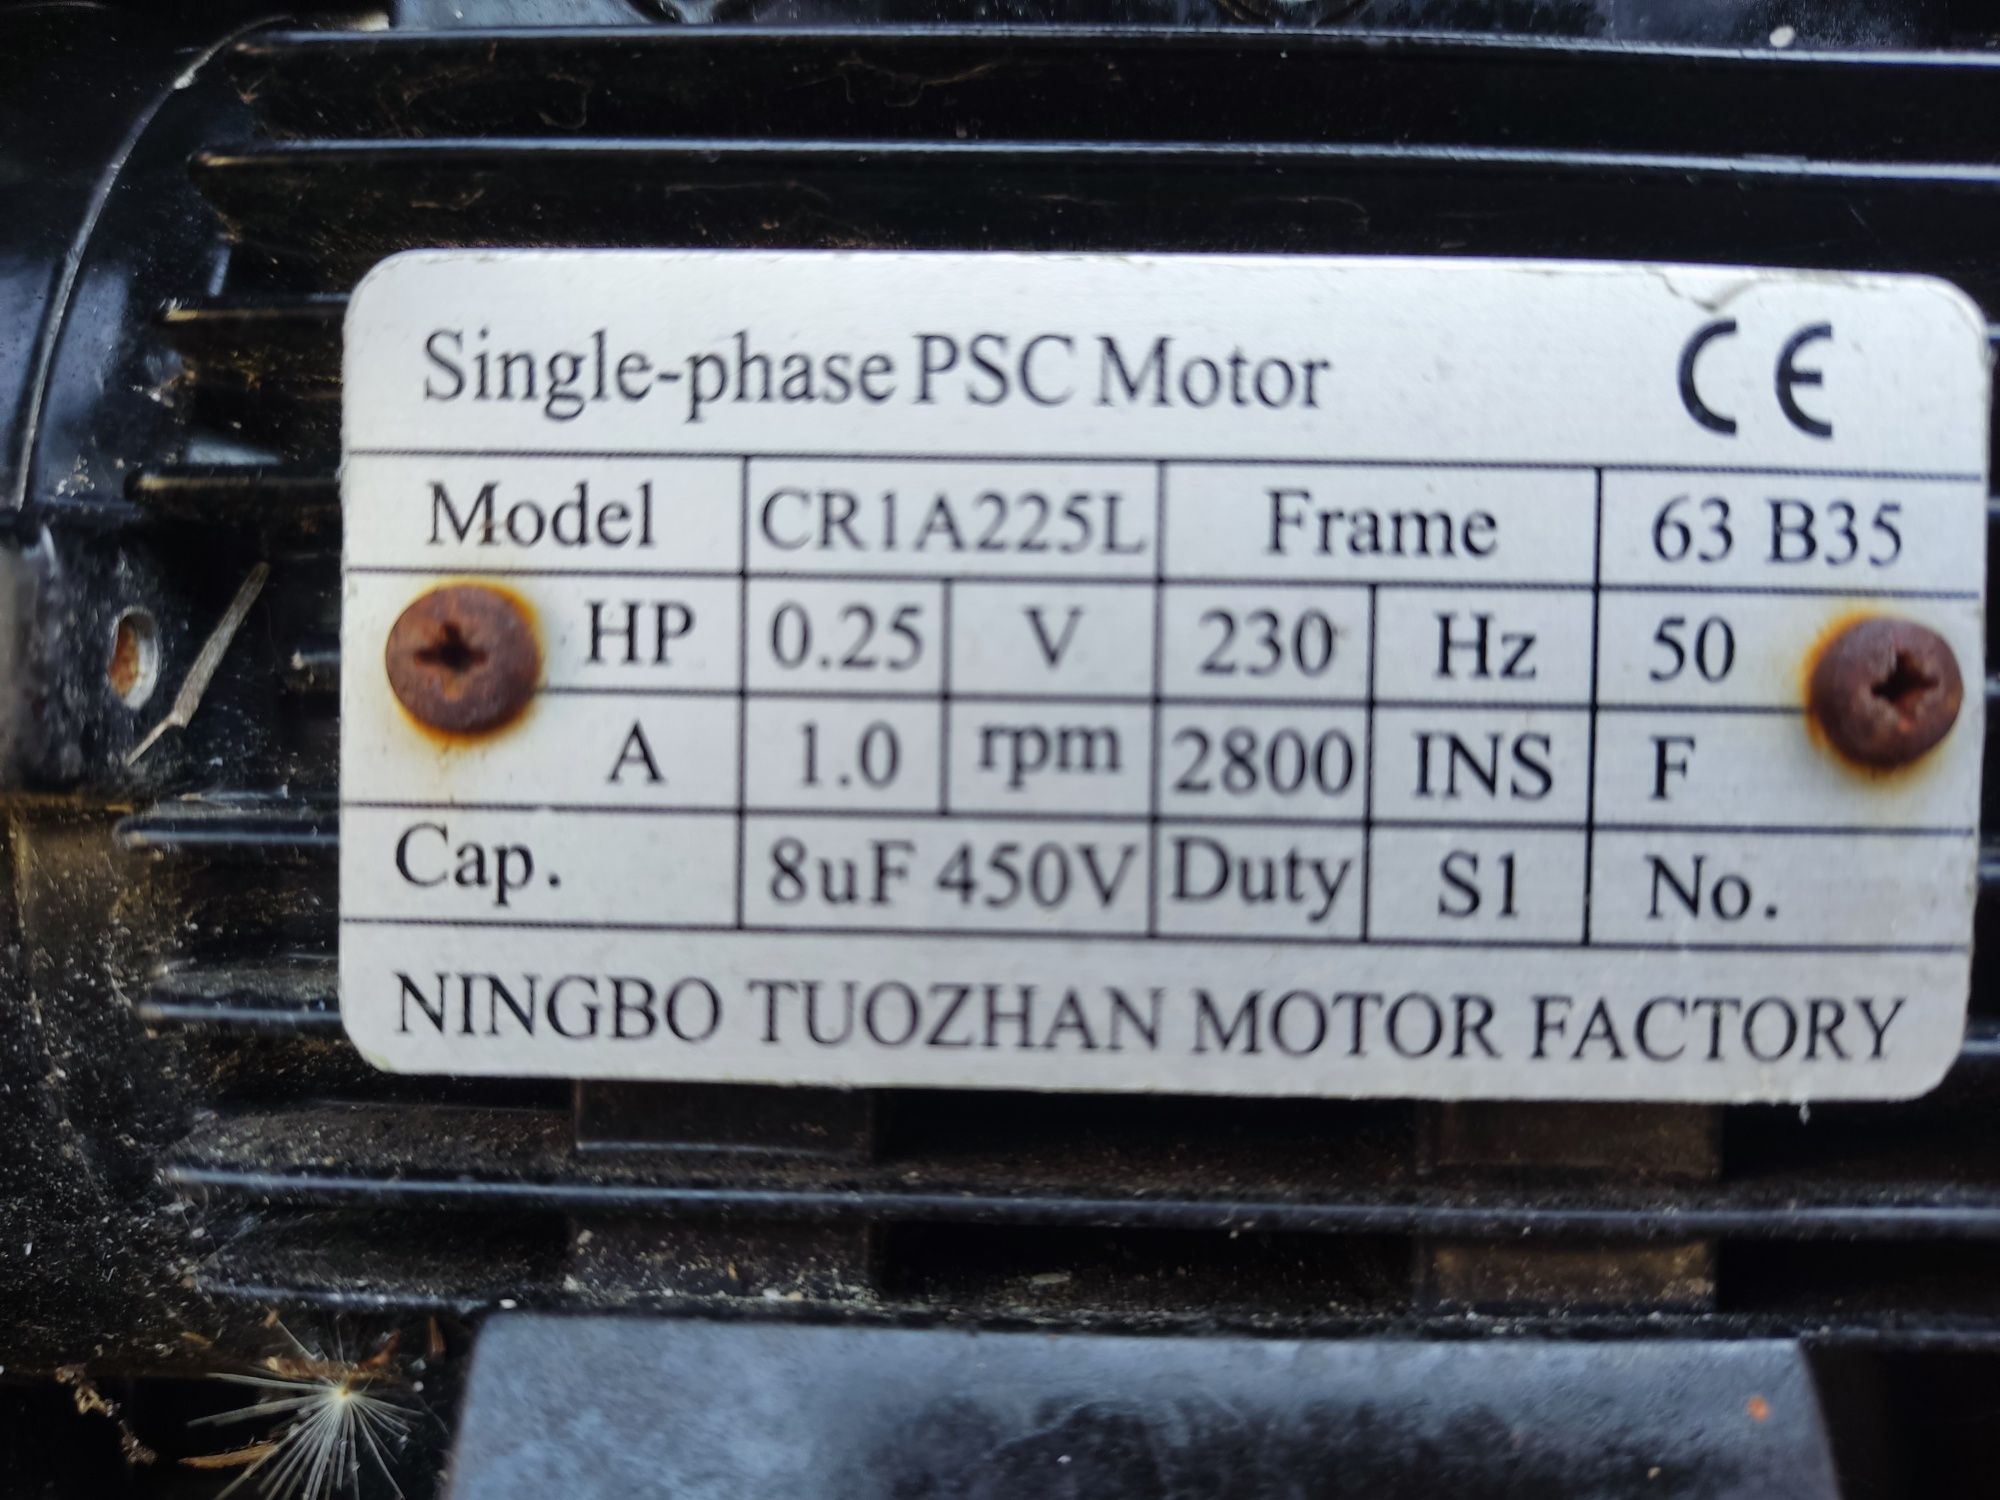 Single-phase PSC Motor CE
Model CR1A225L Frame 63 B35
HP 0.25 V 230 Hz 50
A 1.0 rpm 2800 INS F
Cap. 8uF 450V Duty S1 No.
NINGBO TUOZHAN MOTOR FACTORY